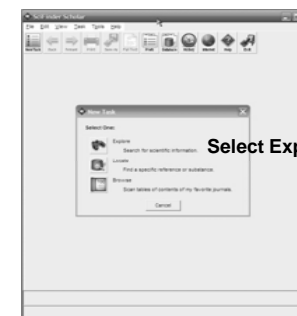 SciFinder Scholar
File Edit View Task Tools Help
New Task
Select One:
Explore
Search for scientific information.
Locate
Find a specific reference or substance.
Browse
Scan tables of contents of my favorite journals.
Cancel
Select Exp